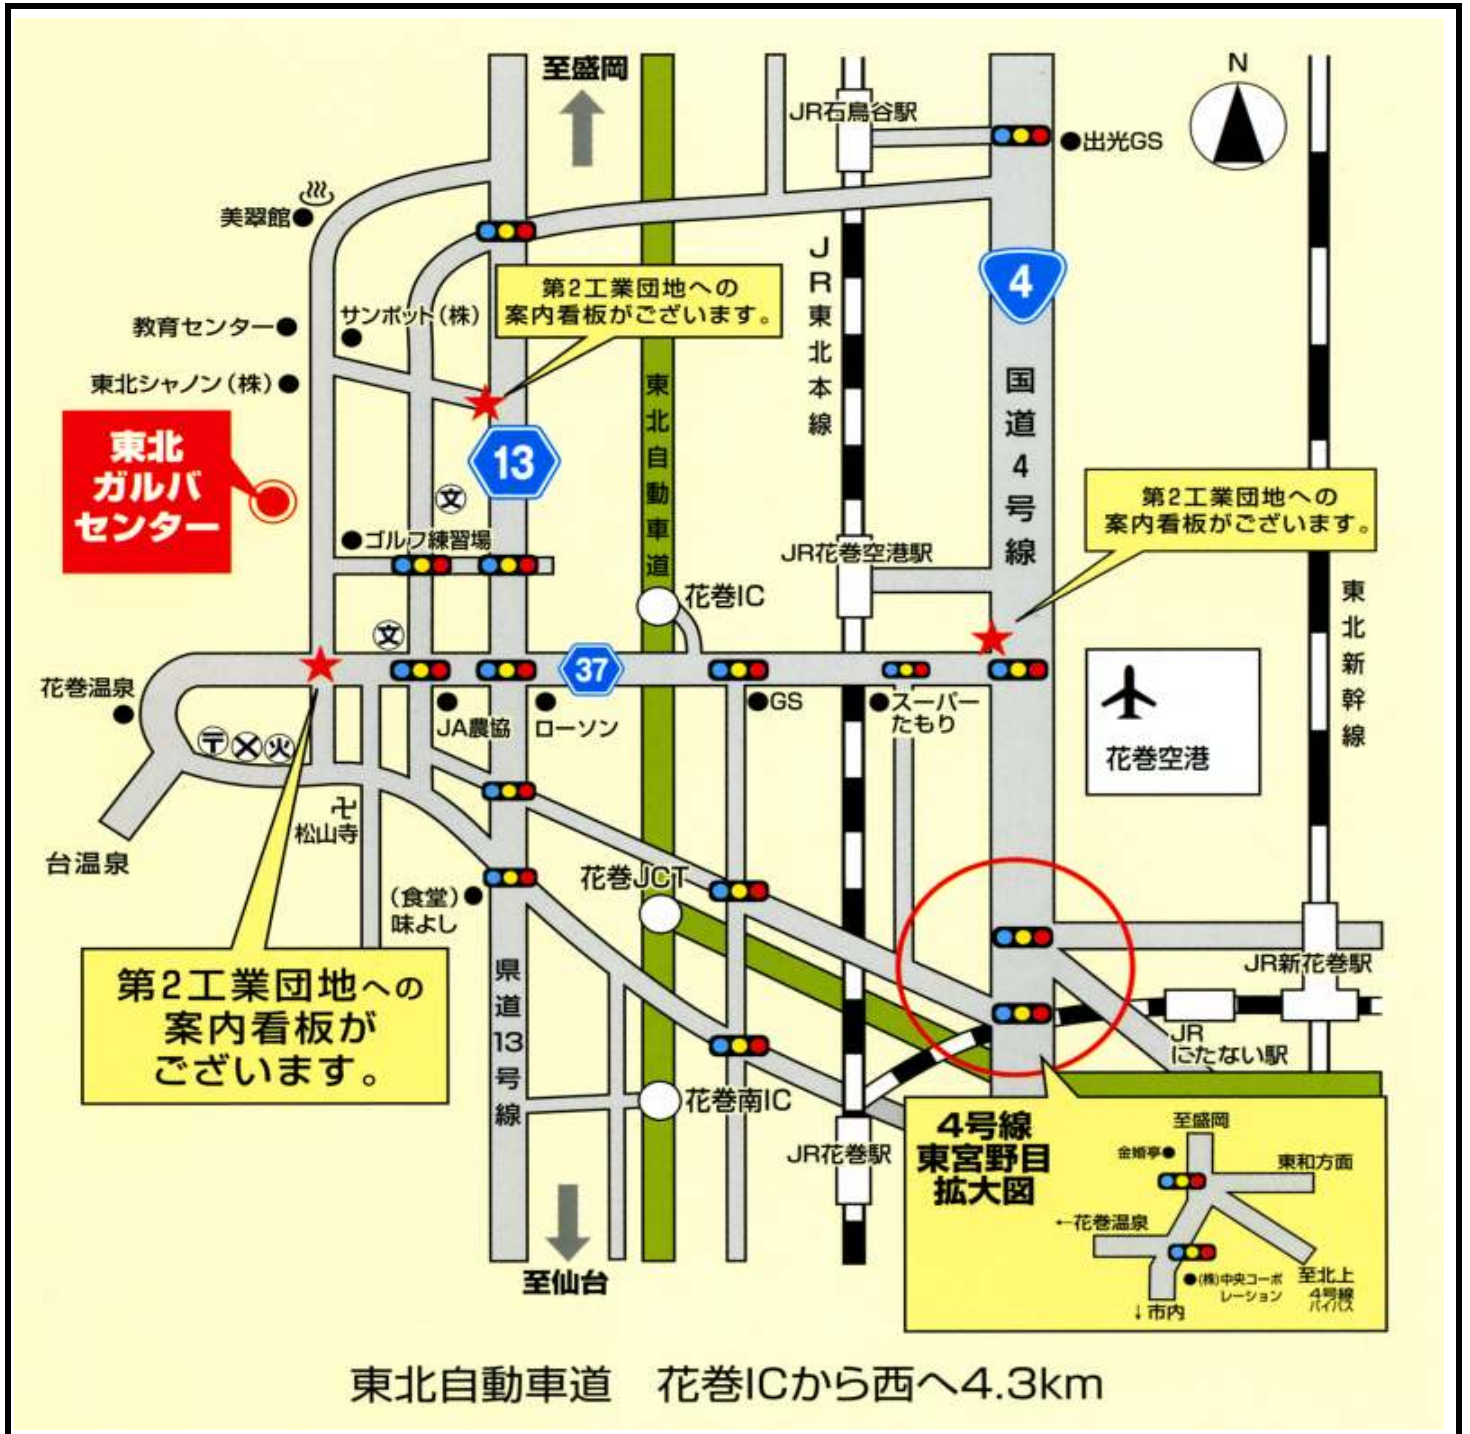 至盛岡
N
JR石鳥谷駅
出光GS
美翠館
JR東北本線
4
第2工業団地への
案内看板がございます。
サンポット(株)
教育センター
東北シャノン(株)
東北自動車道
国道4号線
東北
ガルバ
センター
13
文
第2工業団地への
案内看板がございます。
ゴルフ練習場
JR花巻空港駅
花巻IC
東北新幹線
文
37
花巻温泉
JA農協
ローソン
GS
スーパー
たもり
花巻空港
〒
火
卍
松山寺
台温泉
花巻JCT
(食堂)
味よし
県道13号線
JR新花巻駅
第2工業団地への
案内看板が
ございます。
JR
にたない駅
花巻南IC
JR花巻駅
4号線
東宮野目
拡大図
至盛岡
金婚亭
東和方面
←花巻温泉
(株)中央コーポ
レーション
至北上
4号線
バイパス
↓市内
至仙台
東北自動車道 花巻ICから西へ4.3km